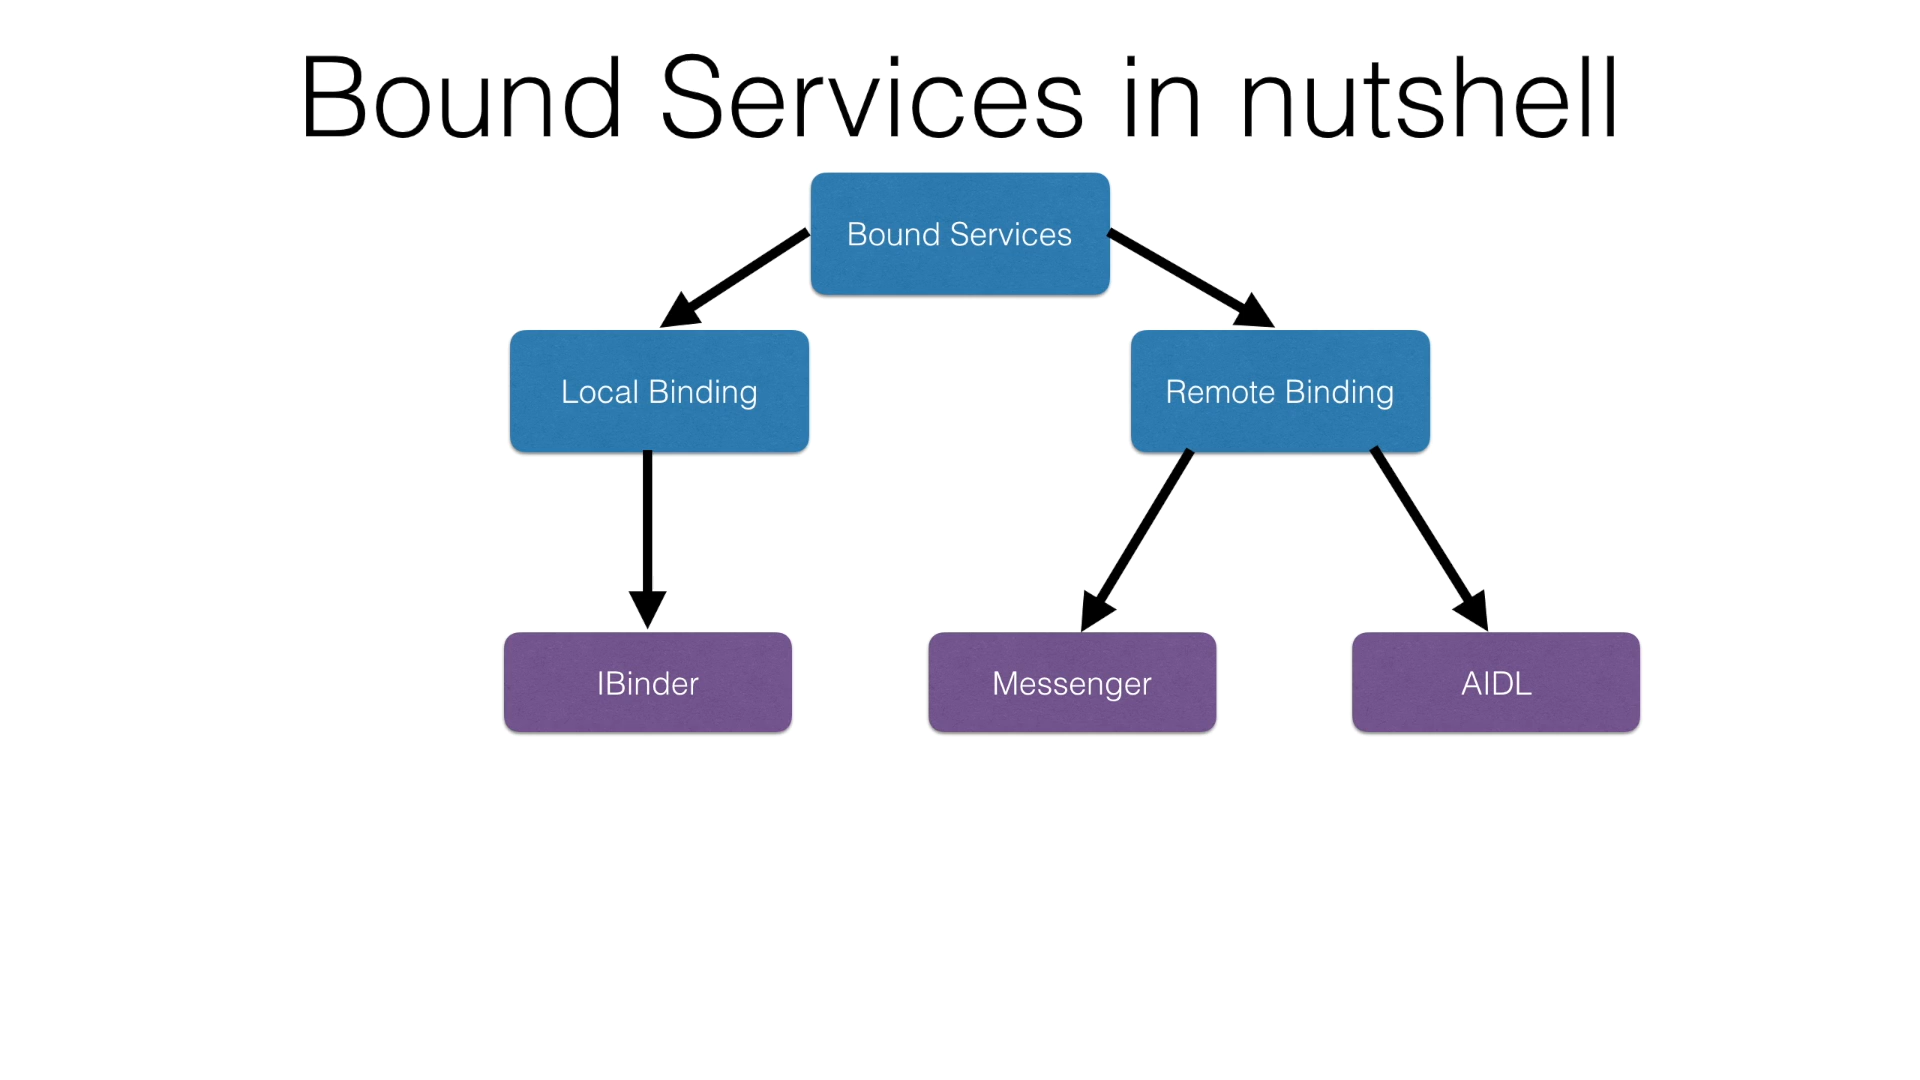 Bound Services in nutshell
Bound Services
Local Binding
Remote Binding
IBinder
Messenger
AIDL